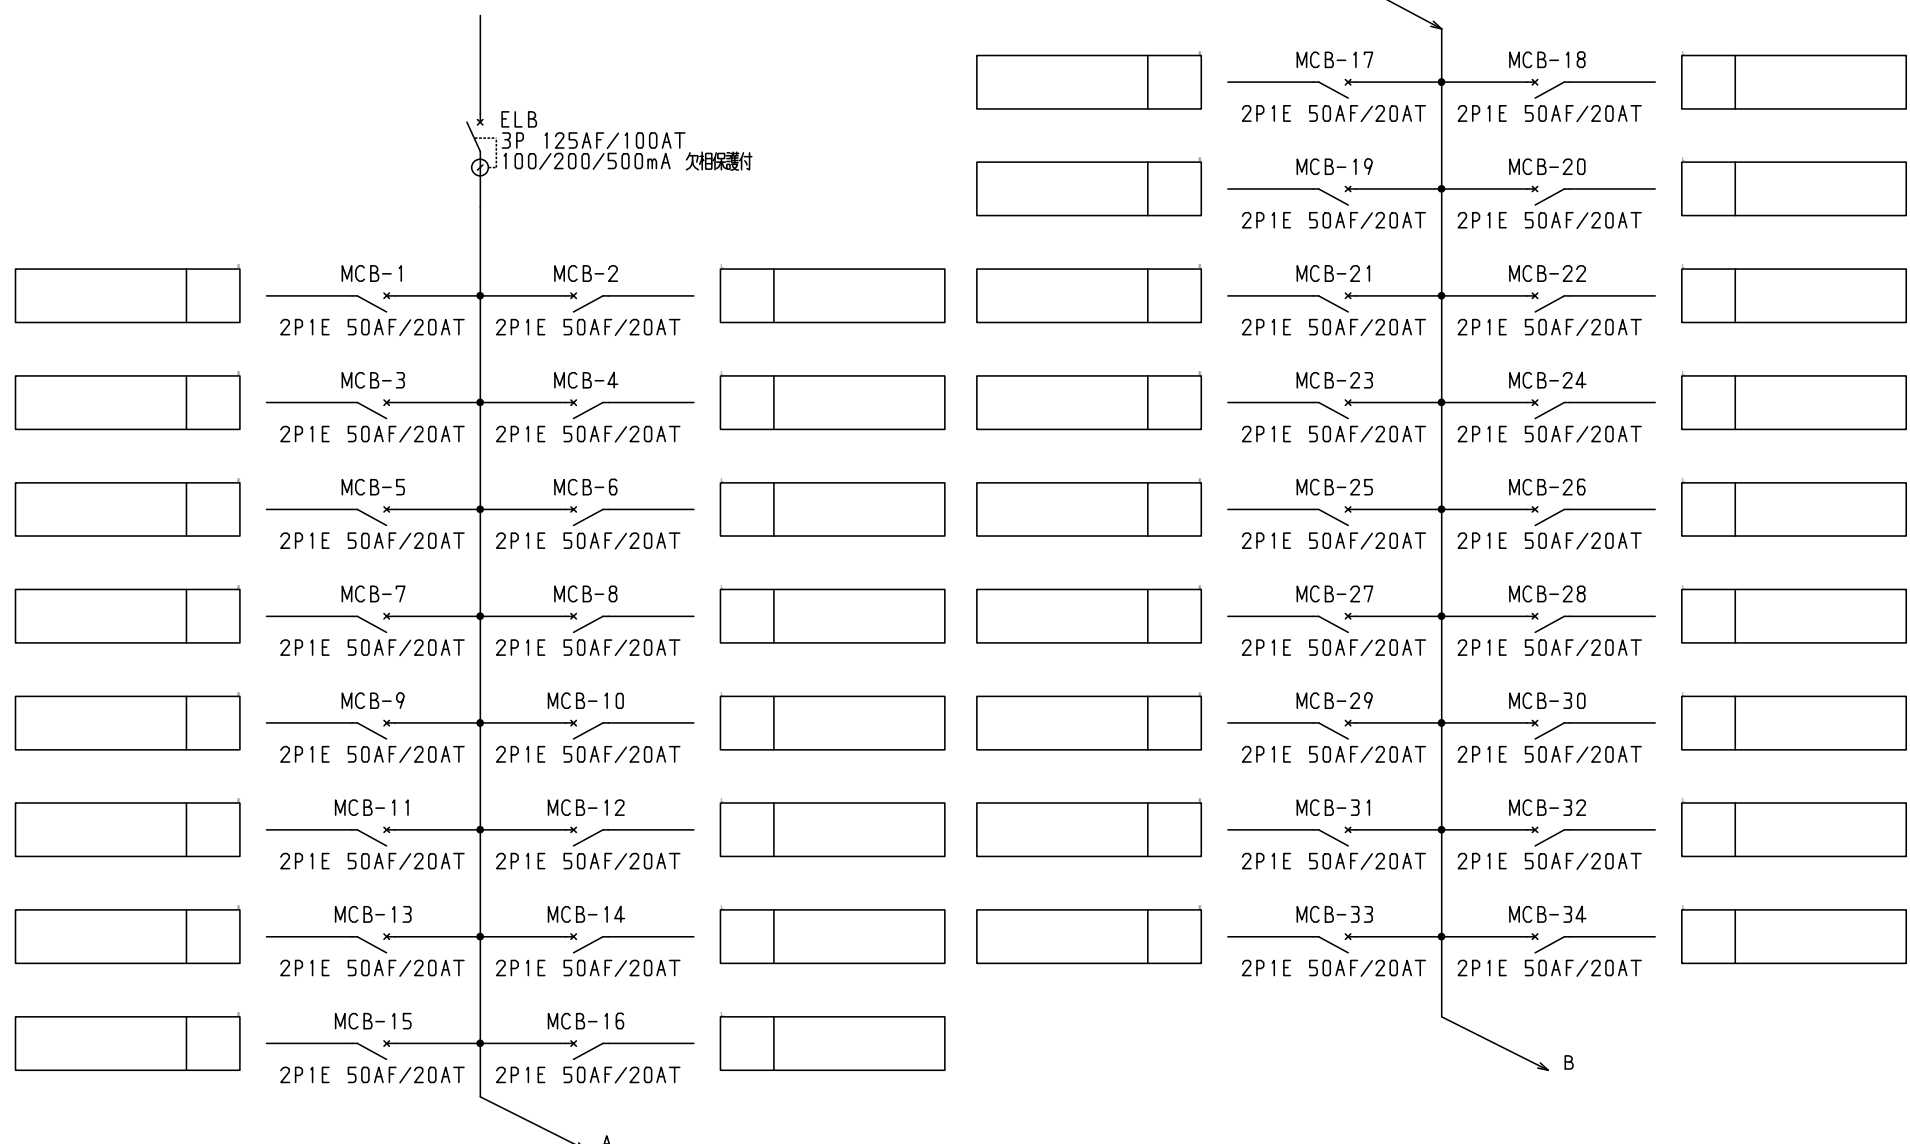 ELB
3P 125AF/100AT
100/200/500mA 欠相保護付
MCB-1 MCB-2
2P1E 50AF/20AT 2P1E 50AF/20AT
MCB-3 MCB-4
2P1E 50AF/20AT 2P1E 50AF/20AT
MCB-5 MCB-6
2P1E 50AF/20AT 2P1E 50AF/20AT
MCB-7 MCB-8
2P1E 50AF/20AT 2P1E 50AF/20AT
MCB-9 MCB-10
2P1E 50AF/20AT 2P1E 50AF/20AT
MCB-11 MCB-12
2P1E 50AF/20AT 2P1E 50AF/20AT
MCB-13 MCB-14
2P1E 50AF/20AT 2P1E 50AF/20AT
MCB-15 MCB-16
2P1E 50AF/20AT 2P1E 50AF/20AT
A
MCB-17 MCB-18
2P1E 50AF/20AT 2P1E 50AF/20AT
MCB-19 MCB-20
2P1E 50AF/20AT 2P1E 50AF/20AT
MCB-21 MCB-22
2P1E 50AF/20AT 2P1E 50AF/20AT
MCB-23 MCB-24
2P1E 50AF/20AT 2P1E 50AF/20AT
MCB-25 MCB-26
2P1E 50AF/20AT 2P1E 50AF/20AT
MCB-27 MCB-28
2P1E 50AF/20AT 2P1E 50AF/20AT
MCB-29 MCB-30
2P1E 50AF/20AT 2P1E 50AF/20AT
MCB-31 MCB-32
2P1E 50AF/20AT 2P1E 50AF/20AT
MCB-33 MCB-34
2P1E 50AF/20AT 2P1E 50AF/20AT
B